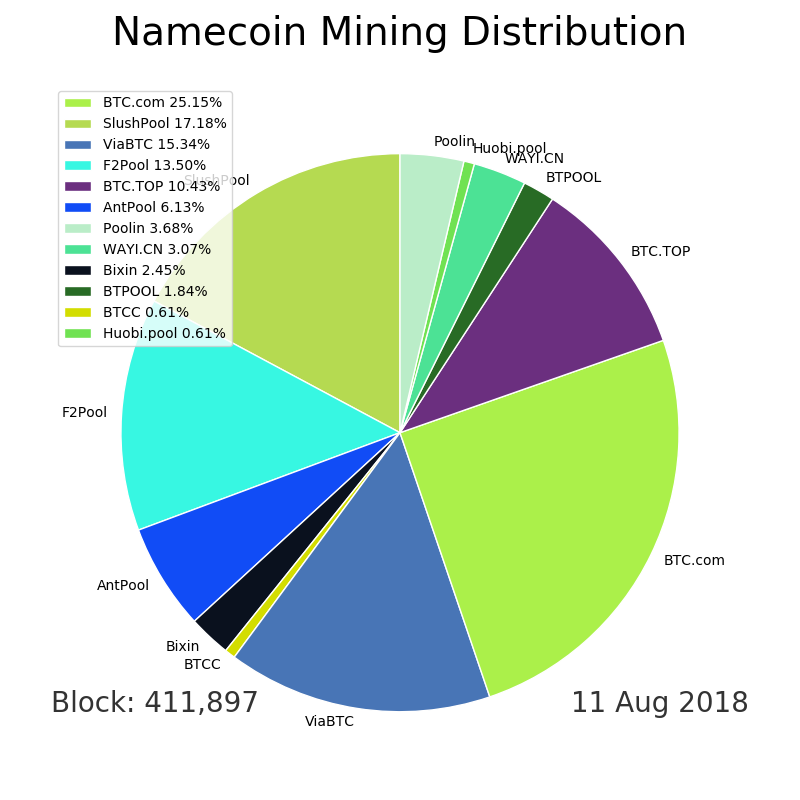 Namecoin Mining Distribution
BTC.com 25.15%
SlushPool 17.18%
ViaBTC 15.34%
F2Pool 13.50%
BTC.TOP 10.43%
AntPool 6.13%
Poolin 3.68%
WAYI.CN 3.07%
Bixin 2.45%
BTPOOL 1.84%
BTCC 0.61%
Huobi.pool 0.61%
Poolin
Huobi.pool
WAYI.CN
BTPOOL
SlushPool
BTC.TOP
F2Pool
BTC.com
AntPool
Bixin
BTCC
ViaBTC
Block: 411,897
11 Aug 2018